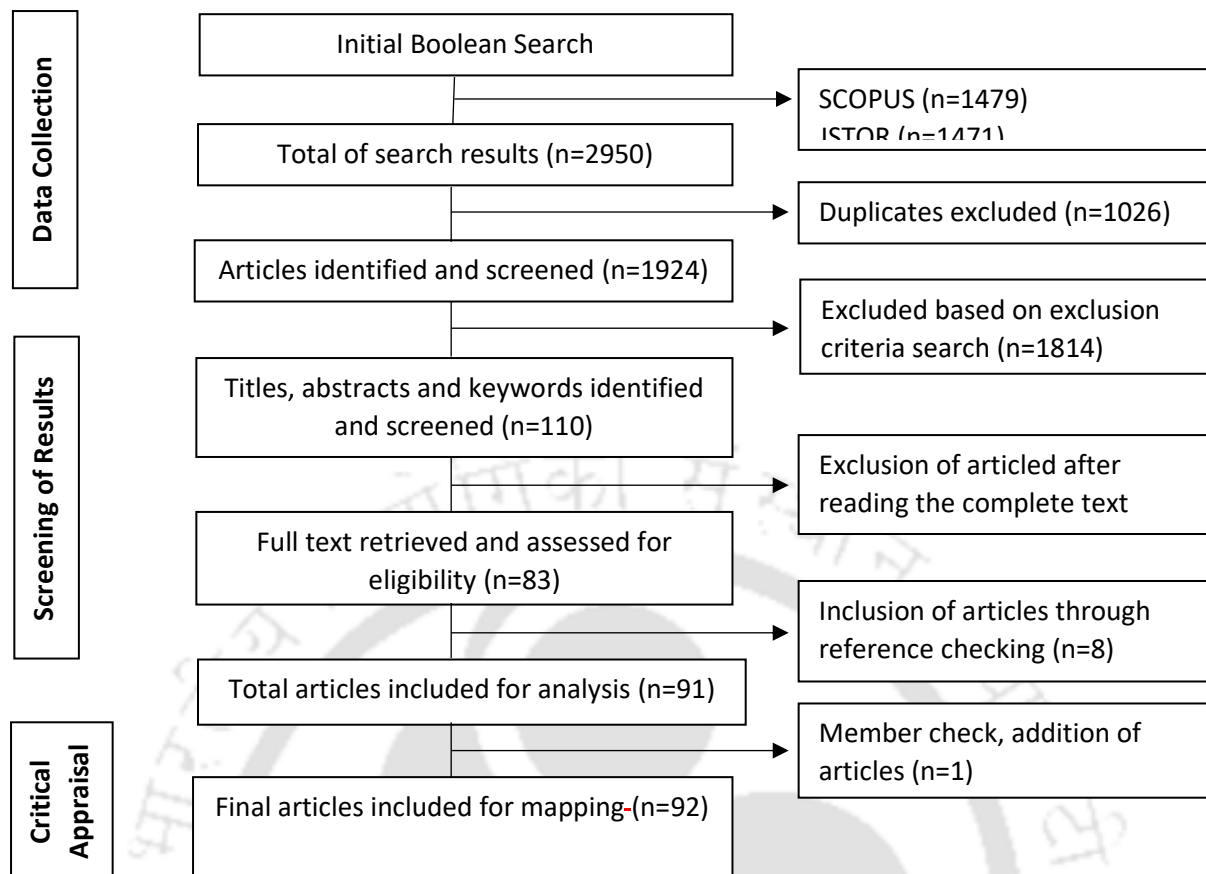 Data Collection
Initial Boolean Search
SCOPUS (n=1479)
JSTOR (n=1471)
Total of search results (n=2950)
Duplicates excluded (n=1026)
Articles identified and screened (n=1924)
Excluded based on exclusion
criteria search (n=1814)
Screening of Results
Titles, abstracts and keywords identified
and screened (n=110)
Exclusion of articled after
reading the complete text
Full text retrieved and assessed for
eligibility (n=83)
Inclusion of articles through
reference checking (n=8)
Total articles included for analysis (n=91)
Critical
Appraisal
Member check, addition of
articles (n=1)
Final articles included for mapping-(n=92)